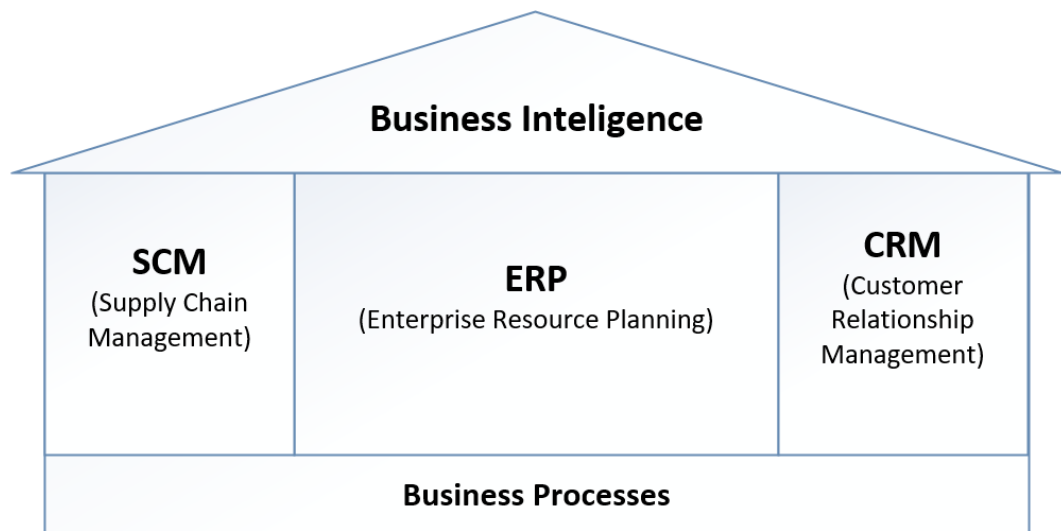 Business Inteligence
SCM
(Supply Chain
Management)
ERP
(Enterprise Resource Planning)
CRM
(Customer
Relationship
Management)
Business Processes